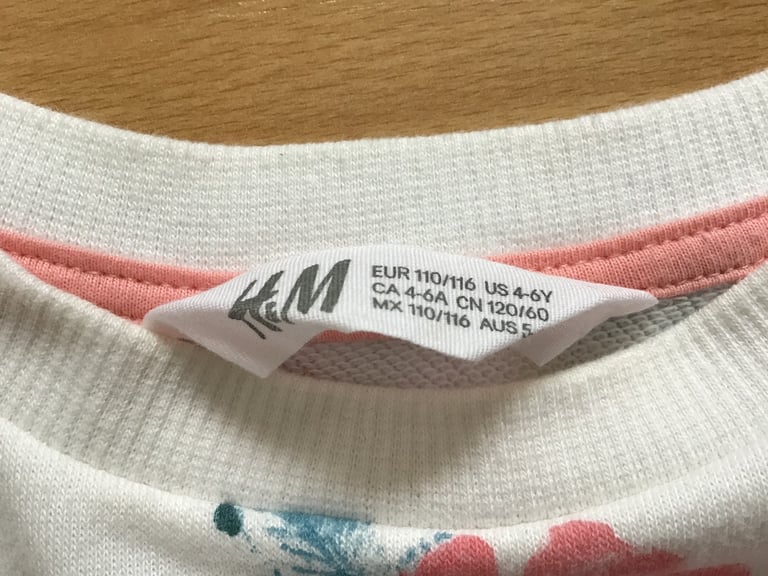 H&M
EUR 110/116 US 4-6Y
CA 4-6A CN 120/60
MX 110/116 AUS 5